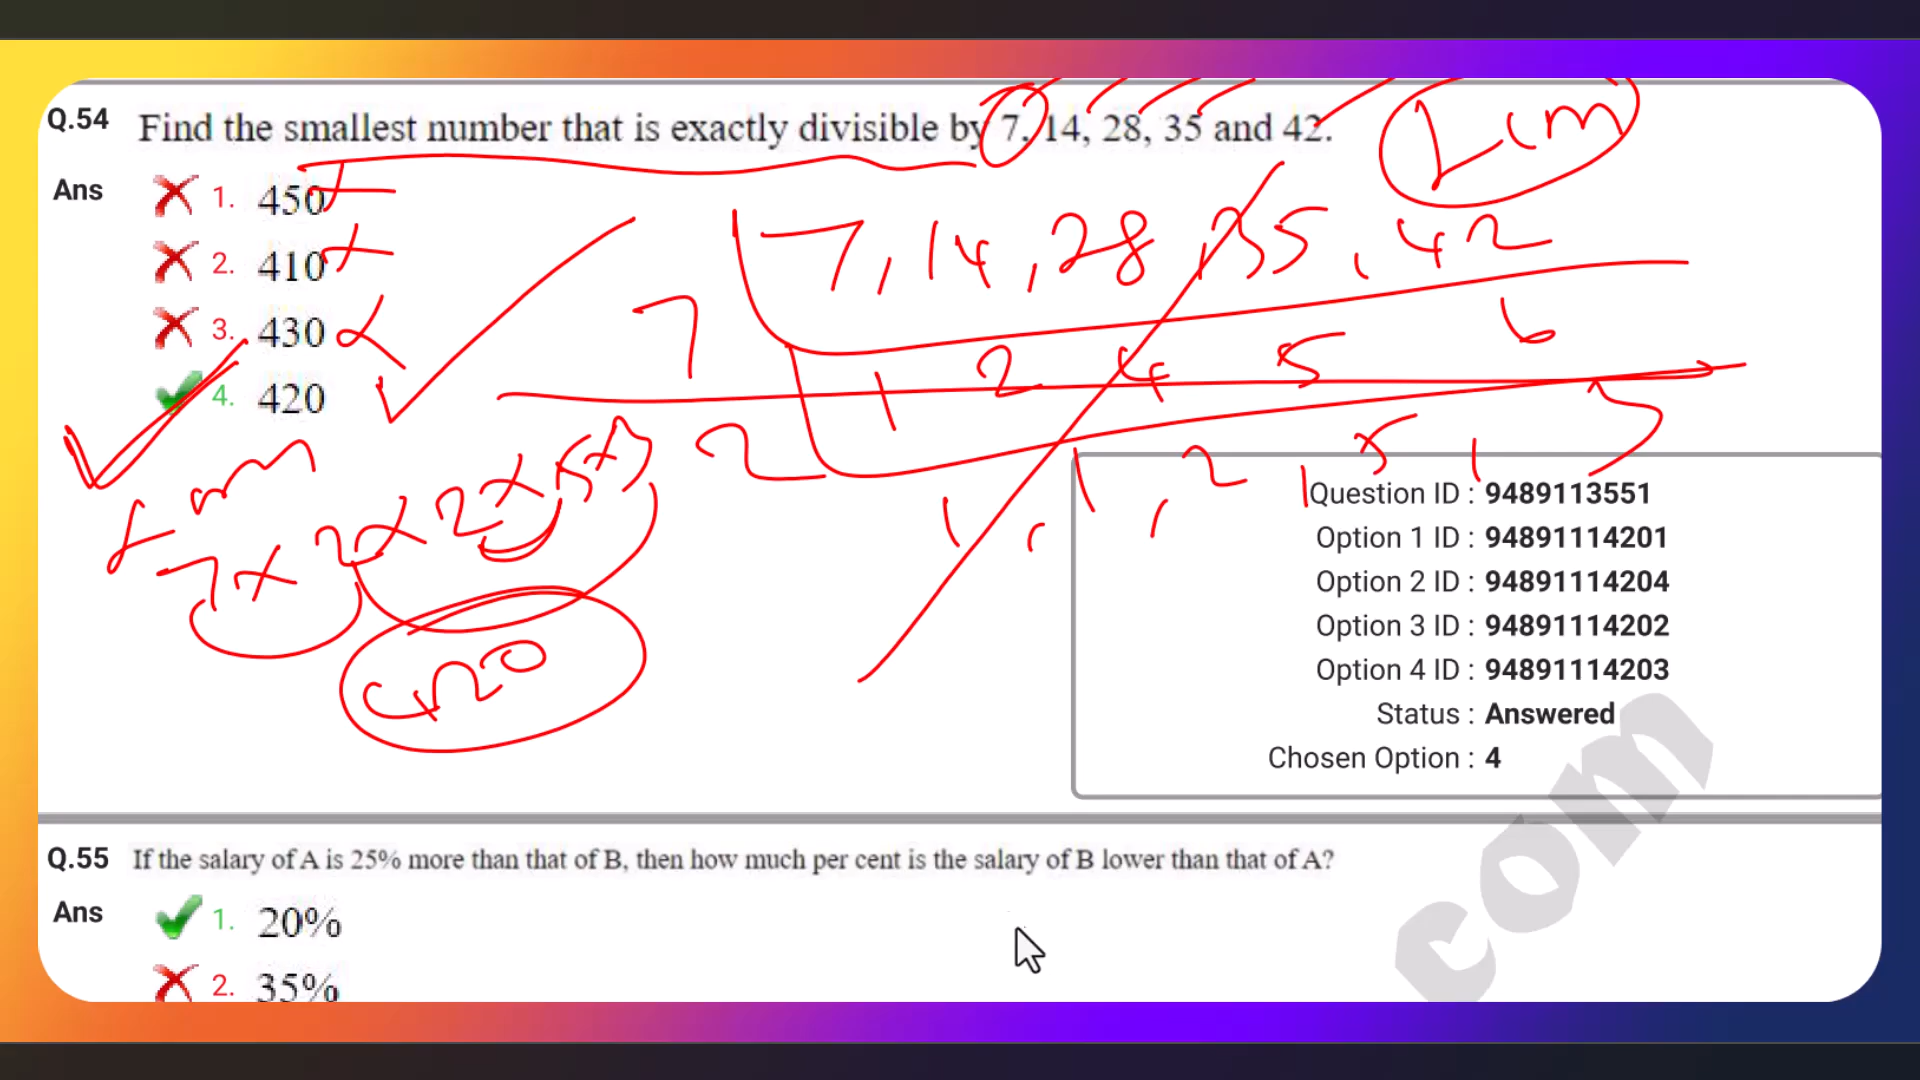 Q.54 Find the smallest number that is exactly divisible by 7, 14, 28, 35 and 42.
Lcm
Ans 1. 450
2. 410
3. 430
4. 420
7, 14, 28, 35, 42
7 1 2 4 5 6
2 1, 1, 2 5 3
Lcm
7 x 2 x 2 x 5 x 3
420
Question ID : 9489113551
Option 1 ID : 94891114201
Option 2 ID : 94891114204
Option 3 ID : 94891114202
Option 4 ID : 94891114203
Status : Answered
Chosen Option : 4
com
Q.55 If the salary of A is 25% more than that of B, then how much per cent is the salary of B lower than that of A?
Ans 1. 20%
2. 35%